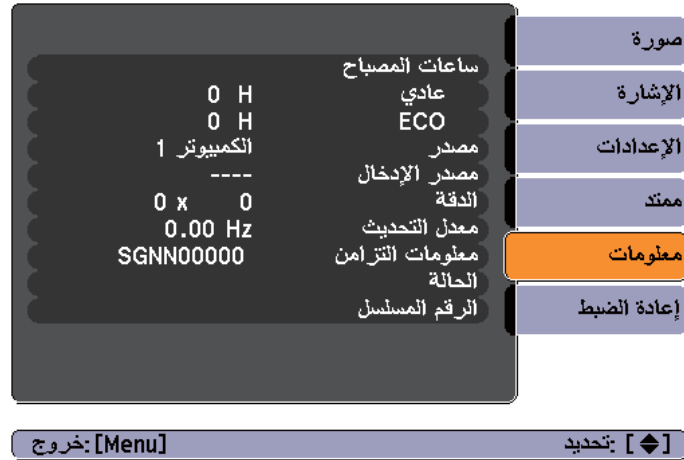 صورة
الإشارة
الإعدادات
ممتد
معلومات
إعادة الضبط
ساعات المصباح
عادي 0 H
ECO 0 H
مصدر الكمبيوتر 1
مصدر الإدخال ----
الدقة 0 x 0
معدل التحديث 0.00 Hz
معلومات التزامن SGNN00000
الحالة
الرقم المسلسل
[◆] :تحديد [Menu] :خروج